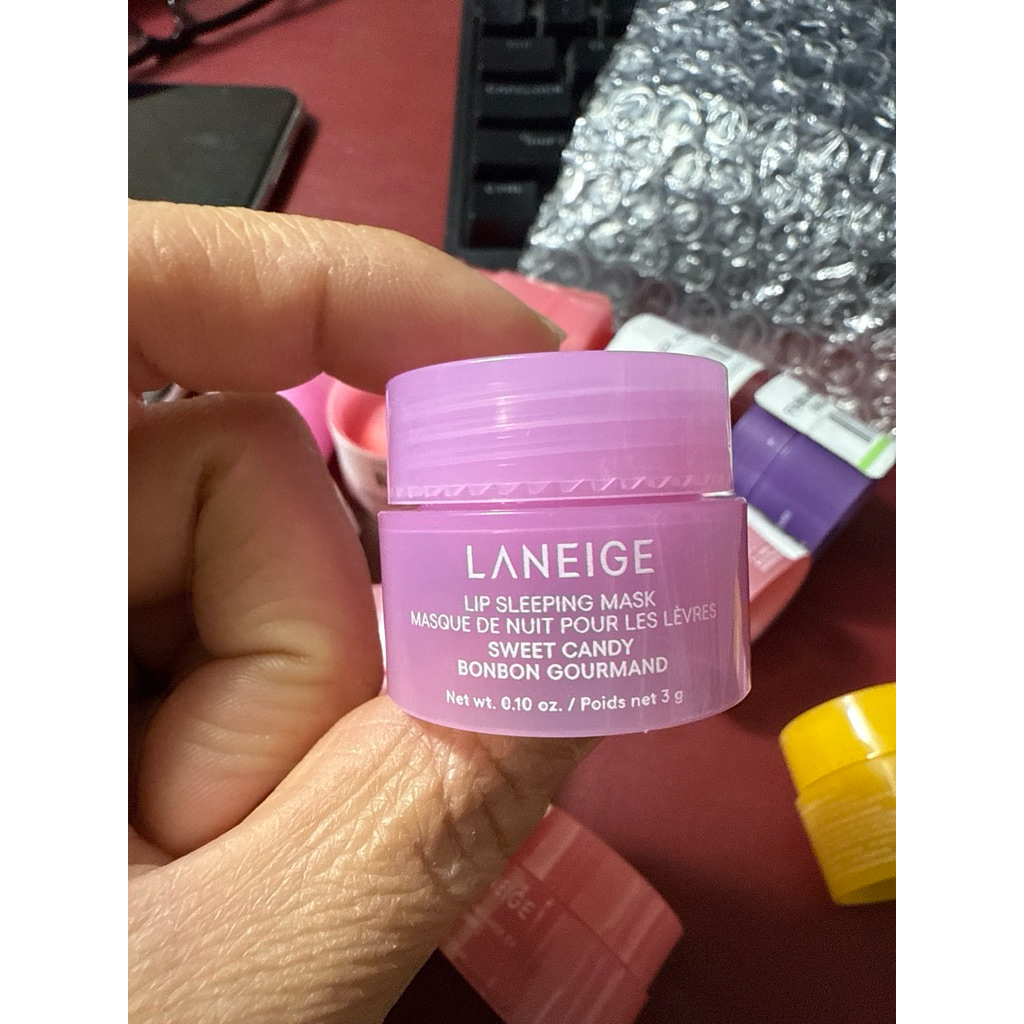 LANEIGE
LIP SLEEPING MASK
MASQUE DE NUIT POUR LES LÈVRES
SWEET CANDY
BONBON GOURMAND
Net wt. 0.10 oz. / Poids net 3 g